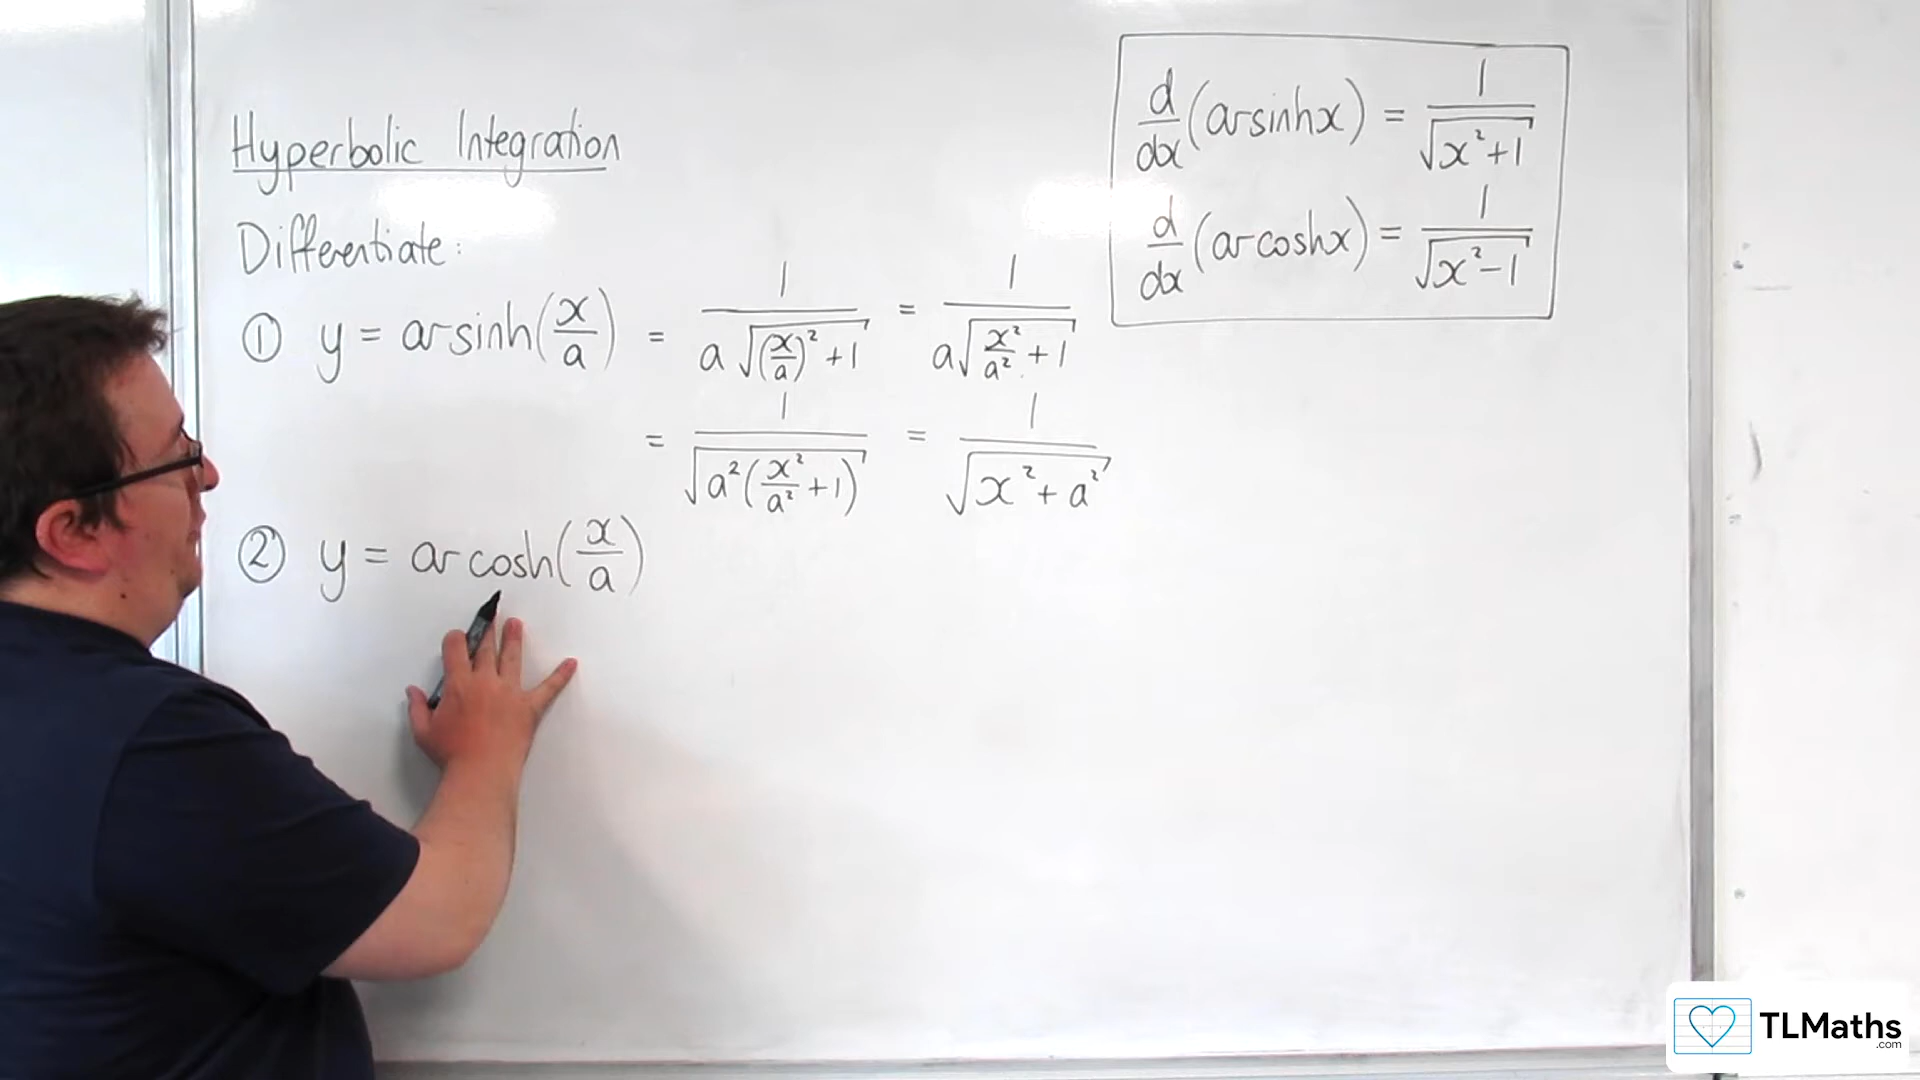 Hyperbolic Integration
Differentiate:
① y = arsinh(x/a) = 1/(a√((x/a)²+1)) = 1/(a√(x²/a²+1))
= 1/√(a²(x²/a²+1)) = 1/√(x²+a²)
② y = arcosh(x/a)
d/dx(arsinhx) = 1/√(x²+1)
d/dx(arcoshx) = 1/√(x²-1)
TLMaths
.com